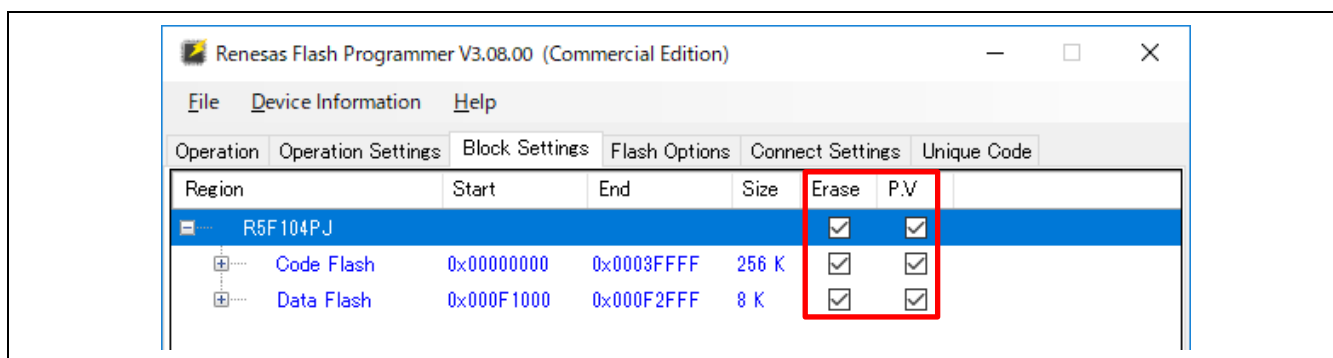 Renesas Flash Programmer V3.08.00 (Commercial Edition)
File Device Information Help
Operation Operation Settings Block Settings Flash Options Connect Settings Unique Code
Region Start End Size Erase P.V
R5F104PJ
Code Flash 0x00000000 0x0003FFFF 256 K
Data Flash 0x000F1000 0x000F2FFF 8 K